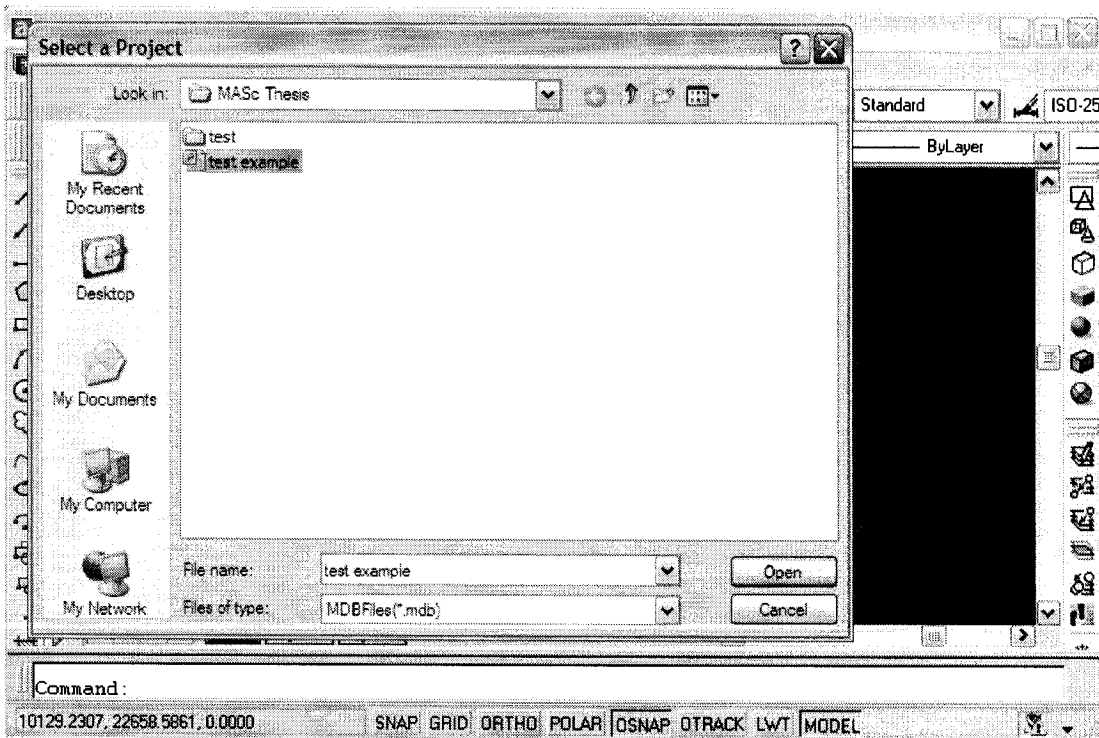 Select a Project
Look in: MASc Thesis
Standard ISO-25
test
ByLayer
test example
My Recent
Documents
Desktop
My Documents
My Computer
My Network
File name: test example Open
Files of type: MDBFiles(*.mdb) Cancel
Command:
10129.2307, 22658.5861, 0.0000 SNAP GRID ORTHO POLAR OSNAP OTRACK LWT MODEL